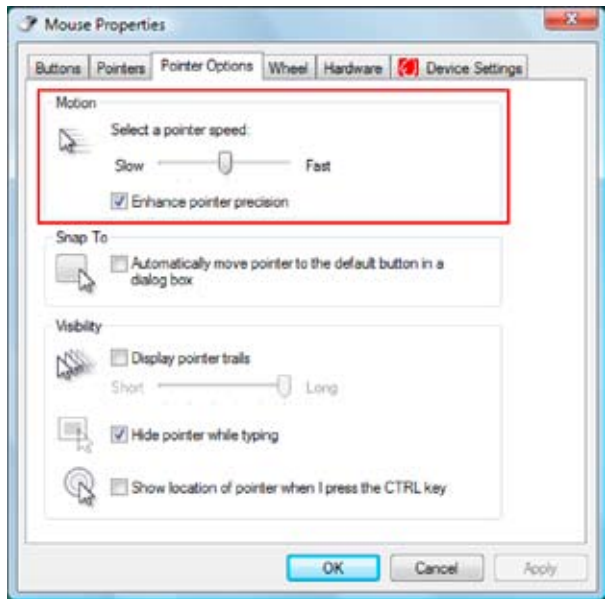 Mouse Properties
Buttons Pointers Pointer Options Wheel Hardware Device Settings
Motion
Select a pointer speed:
Slow Fast
Enhance pointer precision
Snap To
Automatically move pointer to the default button in a
dialog box
Visibility
Display pointer trails
Short Long
Hide pointer while typing
Show location of pointer when I press the CTRL key
OK Cancel Apply